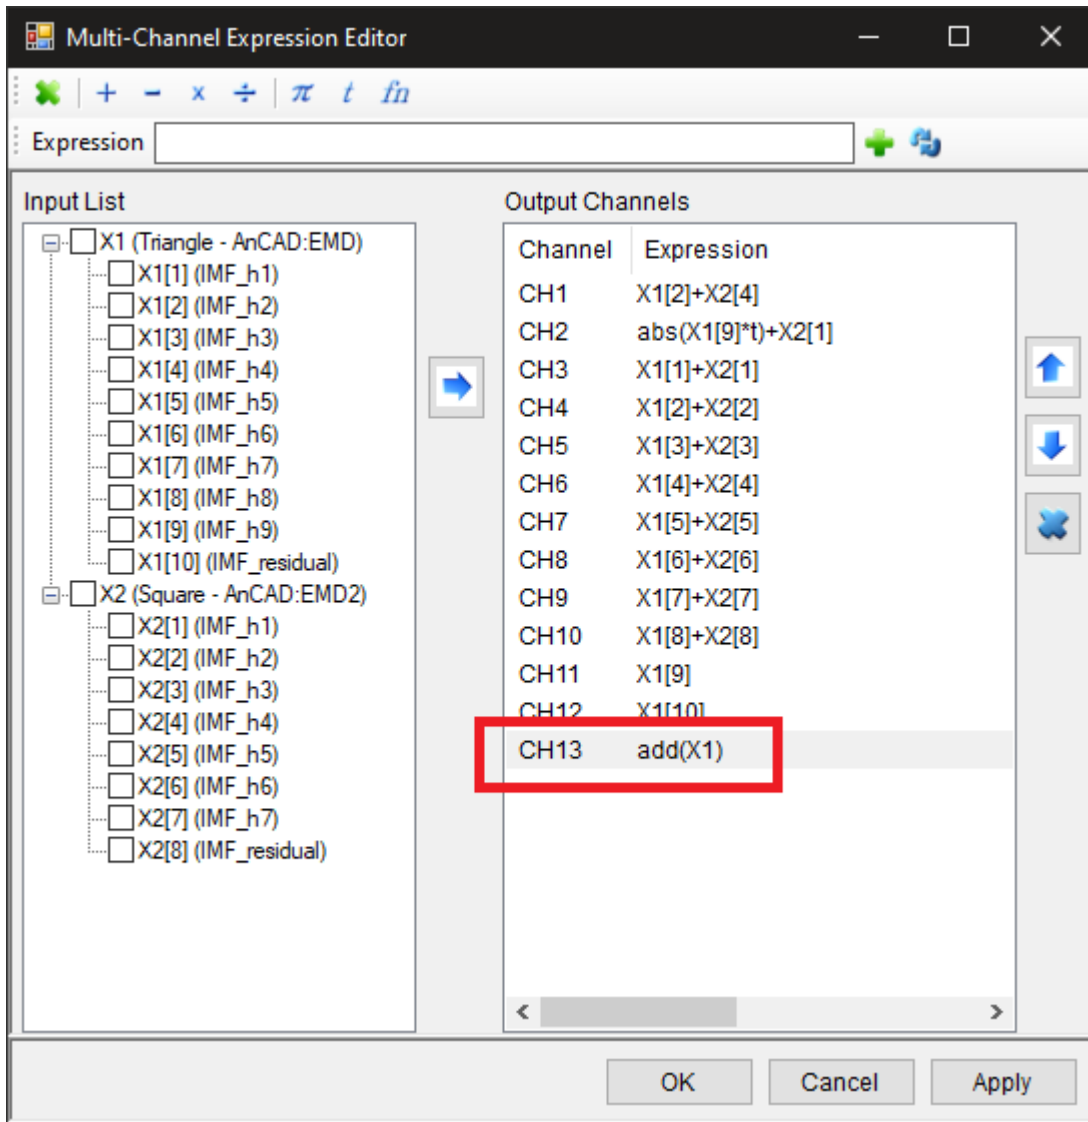 Multi-Channel Expression Editor
+ - x ÷ π t fn
Expression
Input List
X1 (Triangle - AnCAD:EMD)
X1[1] (IMF_h1)
X1[2] (IMF_h2)
X1[3] (IMF_h3)
X1[4] (IMF_h4)
X1[5] (IMF_h5)
X1[6] (IMF_h6)
X1[7] (IMF_h7)
X1[8] (IMF_h8)
X1[9] (IMF_h9)
X1[10] (IMF_residual)
X2 (Square - AnCAD:EMD2)
X2[1] (IMF_h1)
X2[2] (IMF_h2)
X2[3] (IMF_h3)
X2[4] (IMF_h4)
X2[5] (IMF_h5)
X2[6] (IMF_h6)
X2[7] (IMF_h7)
X2[8] (IMF_residual)
Output Channels
Channel Expression
CH1 X1[2]+X2[4]
CH2 abs(X1[9]*t)+X2[1]
CH3 X1[1]+X2[1]
CH4 X1[2]+X2[2]
CH5 X1[3]+X2[3]
CH6 X1[4]+X2[4]
CH7 X1[5]+X2[5]
CH8 X1[6]+X2[6]
CH9 X1[7]+X2[7]
CH10 X1[8]+X2[8]
CH11 X1[9]
CH12 X1[10]
CH13 add(X1)
OK Cancel Apply